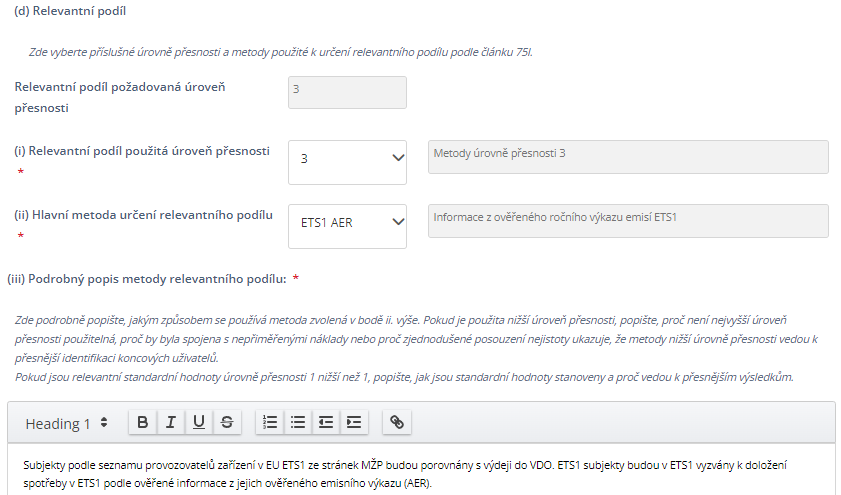 (d) Relevantní podíl
Zde vyberte příslušné úrovně přesnosti a metody použité k určení relevantního podílu podle článku 75l.
Relevantní podíl požadovaná úroveň
přesnosti
3
(i) Relevantní podíl použitá úroveň přesnosti
*
3
Metody úrovně přesnosti 3
(ii) Hlavní metoda určení relevantního podílu
*
ETS1 AER
Informace z ověřeného ročního výkazu emisí ETS1
(iii) Podrobný popis metody relevantního podílu: *
Zde podrobně popište, jakým způsobem se používá metoda zvolená v bodě ii. výše. Pokud je použita nižší úroveň přesnosti, popište, proč není nejvyšší úroveň
přesnosti použitelná, proč by byla spojena s nepřiměřenými náklady nebo proč zjednodušené posouzení nejistoty ukazuje, že metody nižší úrovně přesnosti vedou k
přesnější identifikaci koncových uživatelů.
Pokud jsou relevantní standardní hodnoty úrovně přesnosti 1 nižší než 1, popište, jak jsou standardní hodnoty stanoveny a proč vedou k přesnějším výsledkům.
Heading 1 B I U S
Subjekty podle seznamu provozovatelů zařízení v EU ETS1 ze stránek MŽP budou porovnány s výdeji do VDO. ETS1 subjekty budou v ETS1 vyzvány k doložení
spotřeby v ETS1 podle ověřené informace z jejich ověřeného emisního výkazu (AER).